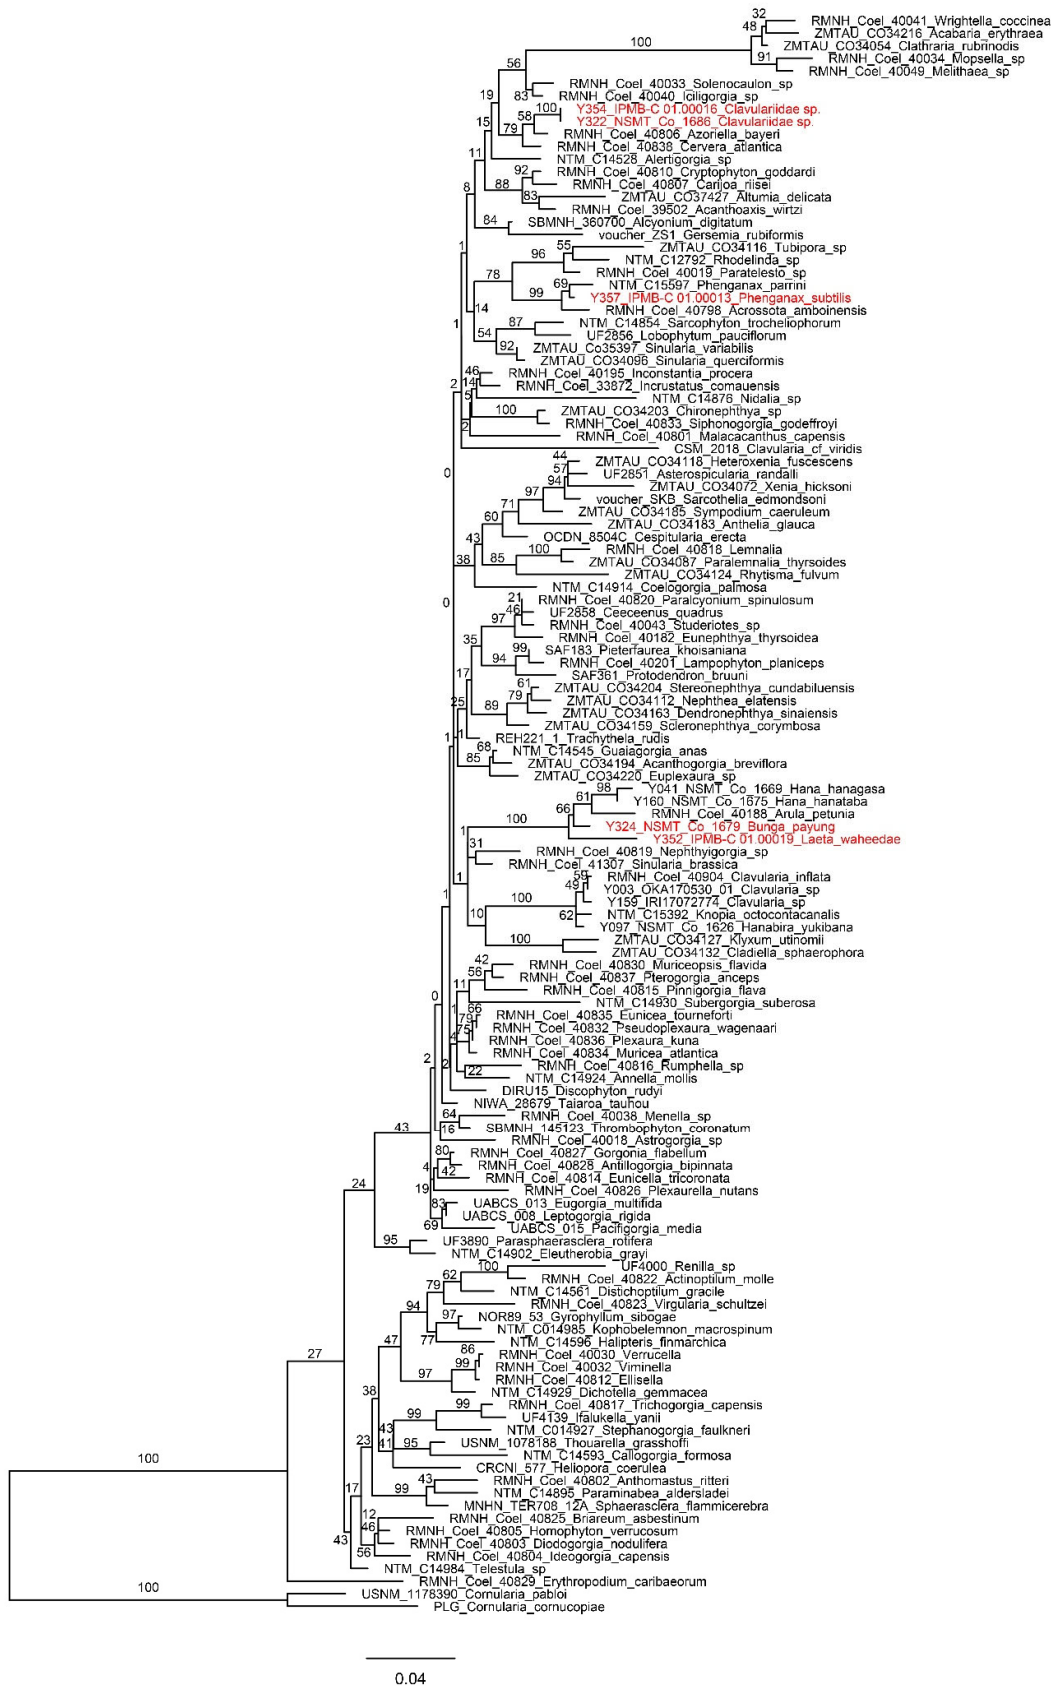 32
RMNH_Coel_40041_Wrightella_coccinea
48
ZMTAU_CO34216_Acabaria_erythraea
100
ZMTAU_CO34054_Clathraria_rubrinodis
91
RMNH_Coel_40034_Mopsella_sp
56
RMNH_Coel_40049_Melithaea_sp
RMNH_Coel_40033_Solenocaulon_sp
19
83
RMNH_Coel_40040_Iciligorgia_sp
100
Y354_IPMB-C 01.00016_Clavulariidae sp.
15
58
Y322_NSMT_Co_1686_Clavulariidae sp.
79
RMNH_Coel_40806_Azoriella_bayeri
RMNH_Coel_40838_Cervera_atlantica
11
NTM_C14528_Alertigorgia_sp
92
RMNH_Coel_40810_Cryptophyton_goddardi
8
88
RMNH_Coel_40807_Carijoa_riisei
83
ZMTAU_CO37427_Altumia_delicata
RMNH_Coel_39502_Acanthoaxis_wirtzi
84
SBMNH_360700_Alcyonium_digitatum
voucher_ZS1_Gersemia_rubiformis
1
55
ZMTAU_CO34116_Tubipora_sp
96
NTM_C12792_Rhodelinda_sp
78
RMNH_Coel_40019_Paratelesto_sp
69
NTM_C15597_Phenganax_parrini
99
Y357_IPMB-C 01.00013_Phenganax_subtilis
14
RMNH_Coel_40798_Acrossota_amboinensis
1
87
NTM_C14854_Sarcophyton_trocheliophorum
54
UF2856_Lobophytum_pauciflorum
92
ZMTAU_Co35397_Sinularia_variabilis
ZMTAU_CO34096_Sinularia_querciformis
46
RMNH_Coel_40195_Inconstantia_procera
2
14
RMNH_Coel_33872_Incrustatus_comauensis
5
NTM_C14876_Nidalia_sp
100
ZMTAU_CO34203_Chironephthya_sp
2
RMNH_Coel_40833_Siphonogorgia_godeffroyi
RMNH_Coel_40801_Malacacanthus_capensis
CSM_2018_Clavularia_cf_viridis
44
ZMTAU_CO34118_Heteroxenia_fuscescens
0
57
UF2851_Asterospicularia_randalli
94
ZMTAU_CO34072_Xenia_hicksoni
97
voucher_SKB_Sarcothelia_edmondsoni
71
ZMTAU_CO34185_Sympodium_caeruleum
60
ZMTAU_CO34183_Anthelia_glauca
43
OCDN_8504C_Cespitularia_erecta
100
RMNH_Coel_40818_Lemnalia
38
85
ZMTAU_CO34087_Paralemnalia_thyrsoides
ZMTAU_CO34124_Rhytisma_fulvum
NTM_C14914_Coelogorgia_palmosa
0
21
RMNH_Coel_40820_Paralcyonium_spinulosum
46
UF2858_Ceeceenus_quadrus
97
RMNH_Coel_40043_Studeriotes_sp
35
RMNH_Coel_40182_Eunephthya_thyrsoidea
99
SAF183_Pieterfaurea_khoisaniana
94
RMNH_Coel_40201_Lampophyton_planiceps
17
SAF361_Protodendron_bruuni
61
ZMTAU_CO34204_Stereonephthya_cundabiluensis
25
79
ZMTAU_CO34112_Nephthea_elatensis
89
ZMTAU_CO34163_Dendronephthya_sinaiensis
ZMTAU_CO34159_Scleronephthya_corymbosa
1
1
REH221_1_Trachythela_rudis
68
NTM_C14545_Guaiagorgia_anas
85
ZMTAU_CO34194_Acanthogorgia_breviflora
ZMTAU_CO34220_Euplexaura_sp
98
Y041_NSMT_Co_1669_Hana_hanagasa
61
Y160_NSMT_Co_1675_Hana_hanataba
66
RMNH_Coel_40188_Arula_petunia
1
100
Y324_NSMT_Co_1679_Bunga_payung
Y352_IPMB-C 01.00019_Laeta_waheedae
31
RMNH_Coel_40819_Nephthyigorgia_sp
RMNH_Coel_41307_Sinularia_brassica
1
59
RMNH_Coel_40904_Clavularia_inflata
1
49
Y003_OKA170530_01_Clavularia_sp
100
Y159_IRI17072774_Clavularia_sp
10
62
NTM_C15392_Knopia_octocontacanalis
Y097_NSMT_Co_1626_Hanabira_yukibana
100
ZMTAU_CO34127_Klyxum_utinomii
ZMTAU_CO34132_Cladiella_sphaerophora
42
RMNH_Coel_40830_Muriceopsis_flavida
56
RMNH_Coel_40837_Pterogorgia_anceps
11
RMNH_Coel_40815_Pinnigorgia_flava
0
NTM_C14930_Subergorgia_suberosa
1
66
RMNH_Coel_40835_Eunicea_tourneforti
79
75
RMNH_Coel_40832_Pseudoplexaura_wagenaari
4
RMNH_Coel_40836_Plexaura_kuna
RMNH_Coel_40834_Muricea_atlantica
2
2
RMNH_Coel_40816_Rumphella_sp
22
NTM_C14924_Annella_mollis
DIRU15_Discophyton_rudyi
NIWA_28679_Taiaroa_tauhou
64
RMNH_Coel_40038_Menella_sp
43
16
SBMNH_145123_Thrombophyton_coronatum
RMNH_Coel_40018_Astrogorgia_sp
80
RMNH_Coel_40827_Gorgonia_flabellum
4
42
RMNH_Coel_40828_Antillogorgia_bipinnata
RMNH_Coel_40814_Eunicella_tricoronata
24
19
RMNH_Coel_40826_Plexaurella_nutans
83
UABCS_013_Eugorgia_multifida
UABCS_008_Leptogorgia_rigida
69
UABCS_015_Pacifigorgia_media
95
UF3890_Parasphaerasclera_rotifera
NTM_C14902_Eleutherobia_grayi
100
UF4000_Renilla_sp
62
RMNH_Coel_40822_Actinoptilum_molle
79
NTM_C14561_Distichoptilum_gracile
94
RMNH_Coel_40823_Virgularia_schultzei
97
NOR89_53_Gyrophyllum_sibogae
NTM_C014985_Kophobelemnon_macrospinum
47
77
NTM_C14596_Halipteris_finmarchica
27
86
RMNH_Coel_40030_Verrucella
99
RMNH_Coel_40032_Viminella
97
RMNH_Coel_40812_Ellisella
38
NTM_C14929_Dichotella_gemmacea
99
RMNH_Coel_40817_Trichogorgia_capensis
99
UF4139_Ifalukella_yanii
43
NTM_C014927_Stephanogorgia_faulkneri
23
41
95
USNM_1078188_Thouarella_grasshoffi
NTM_C14593_Callogorgia_formosa
100
CRCNI_577_Heliopora_coerulea
43
RMNH_Coel_40802_Anthomastus_ritteri
17
99
NTM_C14895_Paraminabea_aldersladei
MNHN_TER708_12A_Sphaerasclera_flammicerebra
12
RMNH_Coel_40825_Briareum_asbestinum
46
RMNH_Coel_40805_Homophyton_verrucosum
43
RMNH_Coel_40803_Diodogorgia_nodulifera
56
RMNH_Coel_40804_Ideogorgia_capensis
NTM_C14984_Telestula_sp
RMNH_Coel_40829_Erythropodium_caribaeorum
100
USNM_1178390_Cornularia_pabloi
PLG_Cornularia_cornucopiae
0.04